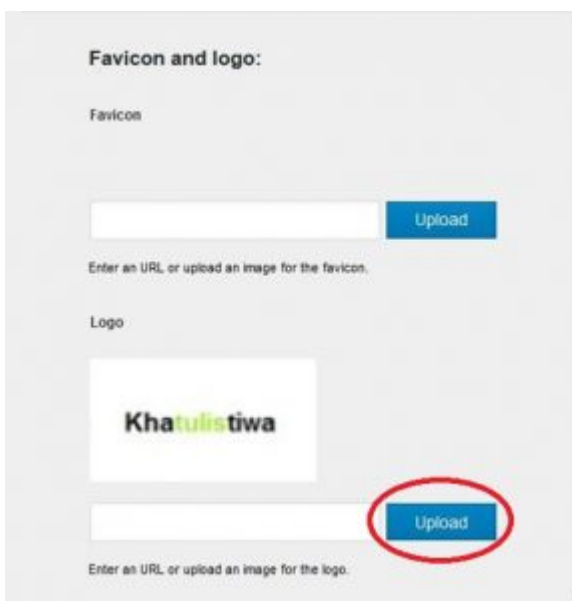 Favicon and logo:
Favicon
Upload
Enter an URL or upload an image for the favicon.
Logo
Khatulistiwa
Upload
Enter an URL or upload an image for the logo.